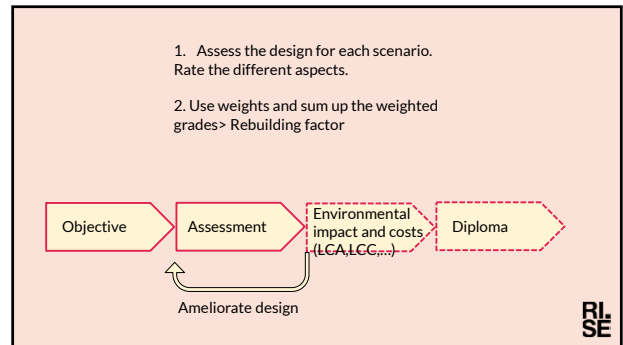 1. Assess the design for each scenario.
Rate the different aspects.
2. Use weights and sum up the weighted
grades> Rebuilding factor
Objective
Assessment
Environmental
impact and costs
(LCA,LCC,...)
Diploma
Ameliorate design
RI.
SE